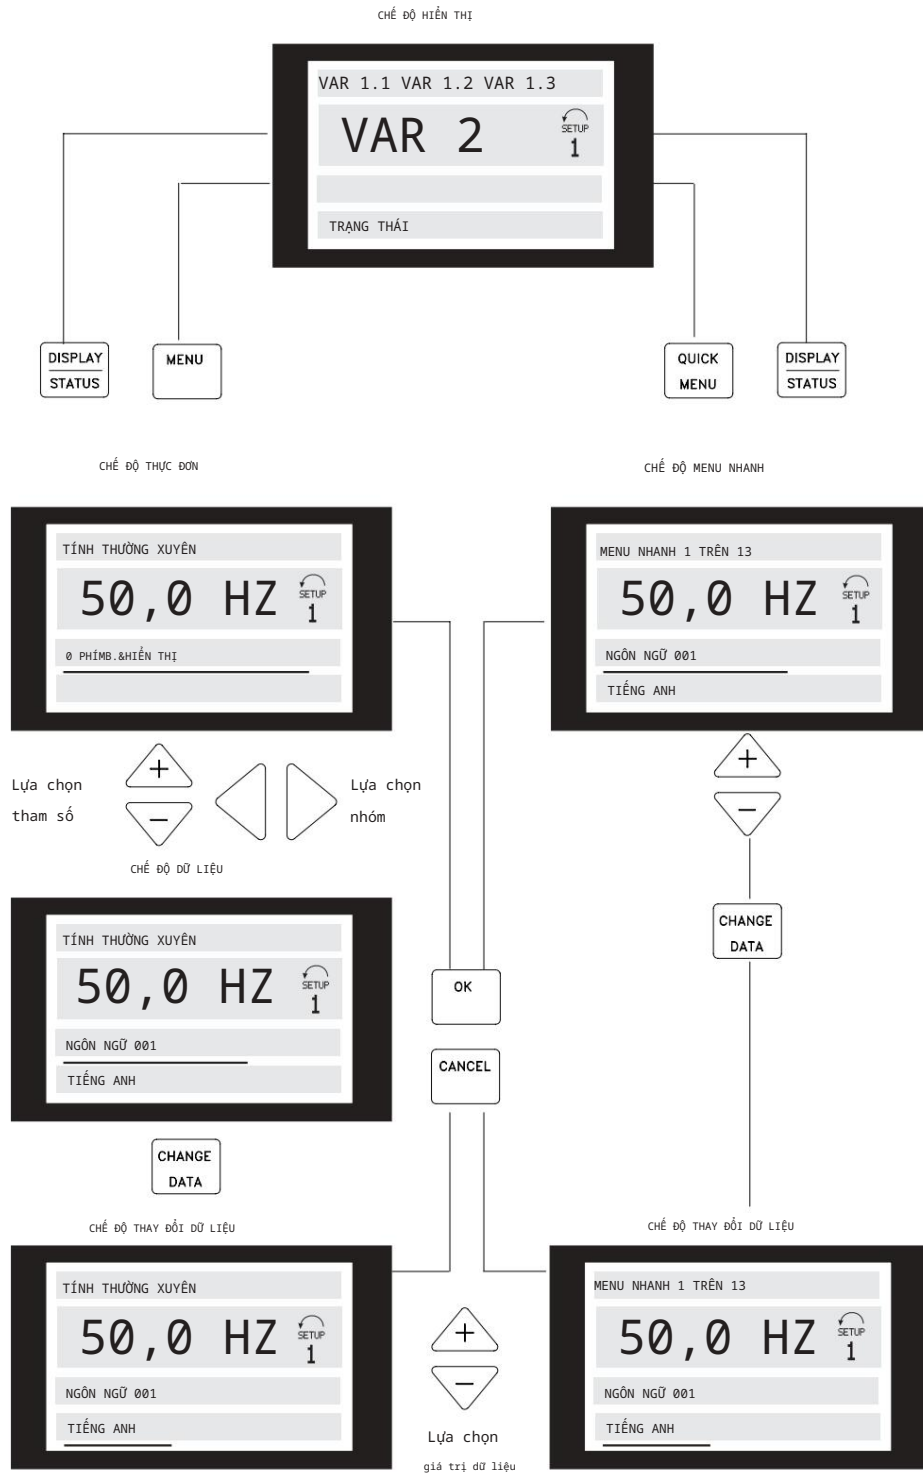 CHẾ ĐỘ HIỂN THỊ
VAR 1.1 VAR 1.2 VAR 1.3
VAR 2
SETUP
1
TRẠNG THÁI
DISPLAY
STATUS
MENU
QUICK
MENU
DISPLAY
STATUS
CHẾ ĐỘ THỰC ĐƠN
CHẾ ĐỘ MENU NHANH
TÍNH THƯỜNG XUYÊN
50,0 HZ
SETUP
1
0 PHÍMB.&HIỂN THỊ
MENU NHANH 1 TRÊN 13
50,0 HZ
SETUP
1
NGÔN NGỮ 001
TIẾNG ANH
Lựa chọn
tham số
+
−
Lựa chọn
nhóm
+
−
CHẾ ĐỘ DỮ LIỆU
TÍNH THƯỜNG XUYÊN
50,0 HZ
SETUP
1
NGÔN NGỮ 001
TIẾNG ANH
CHANGE
DATA
OK
CANCEL
CHANGE
DATA
CHẾ ĐỘ THAY ĐỔI DỮ LIỆU
CHẾ ĐỘ THAY ĐỔI DỮ LIỆU
TÍNH THƯỜNG XUYÊN
50,0 HZ
SETUP
1
NGÔN NGỮ 001
TIẾNG ANH
+
−
Lựa chọn
giá trị dữ liệu
MENU NHANH 1 TRÊN 13
50,0 HZ
SETUP
1
NGÔN NGỮ 001
TIẾNG ANH